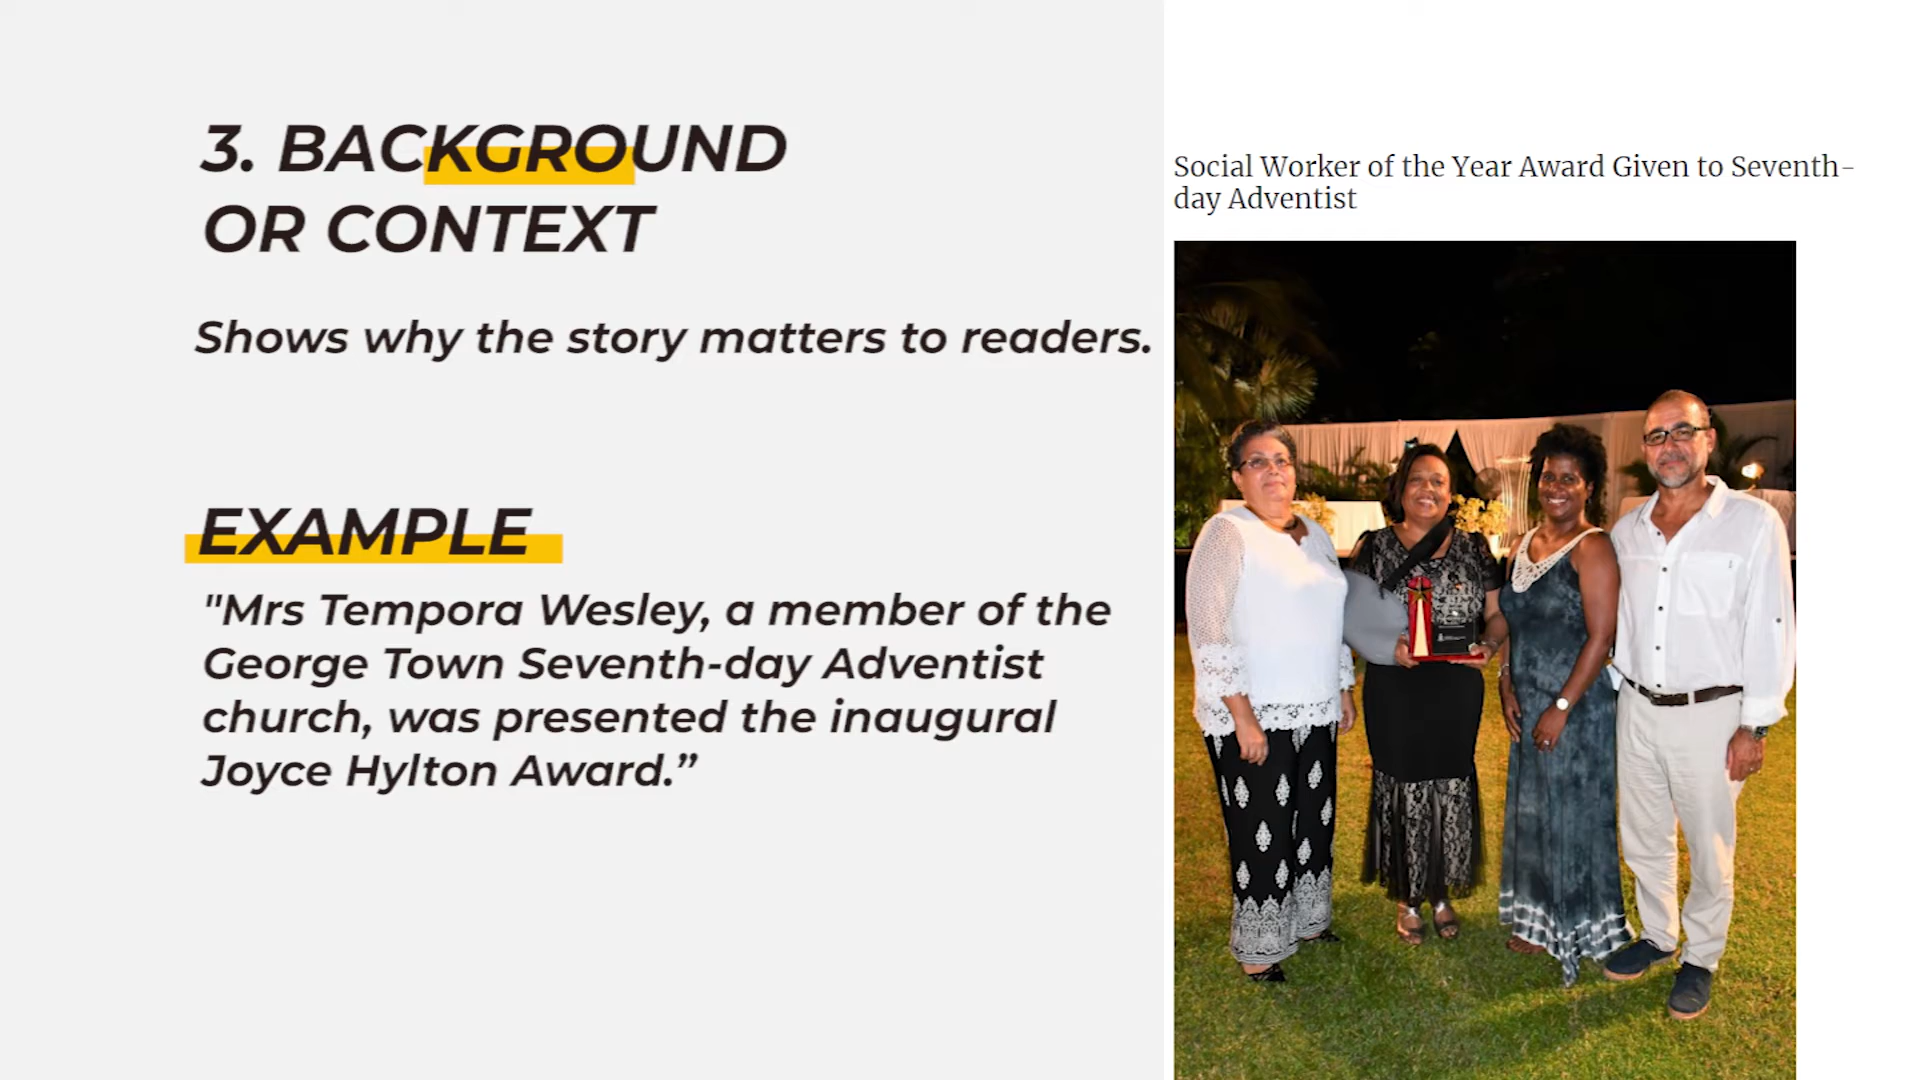 3. BACKGROUND
OR CONTEXT
Shows why the story matters to readers.
EXAMPLE
"Mrs Tempora Wesley, a member of the
George Town Seventh-day Adventist
church, was presented the inaugural
Joyce Hylton Award.”
Social Worker of the Year Award Given to Seventh-
day Adventist